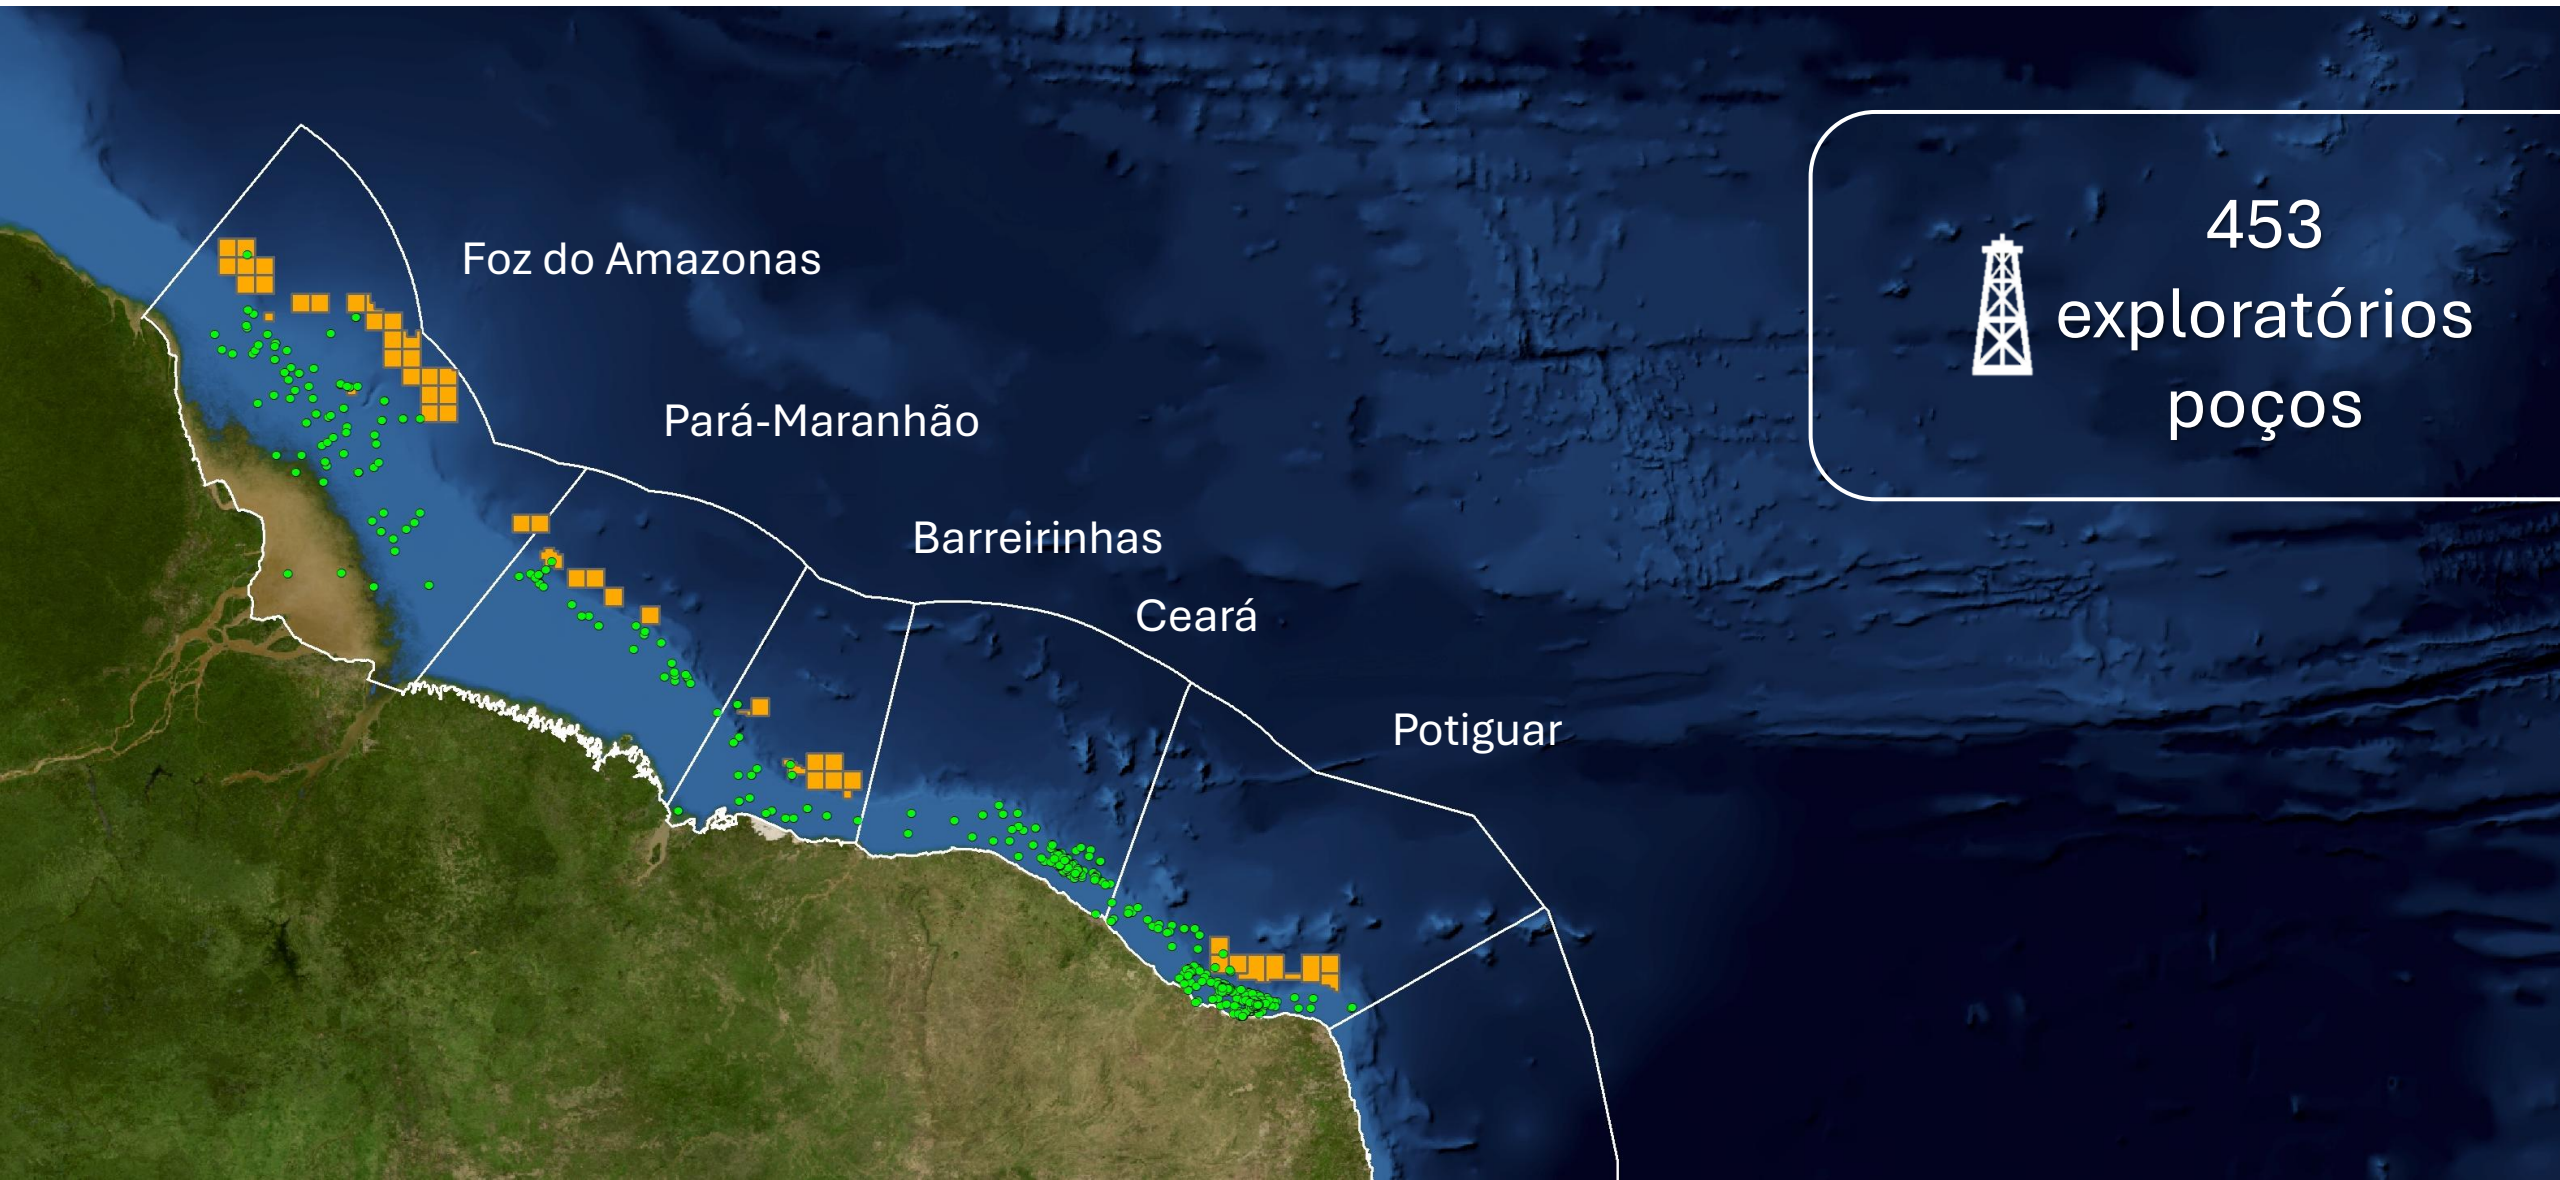 Foz do Amazonas
Pará-Maranhão
Barreirinhas
Ceará
Potiguar
453
exploratórios
poços